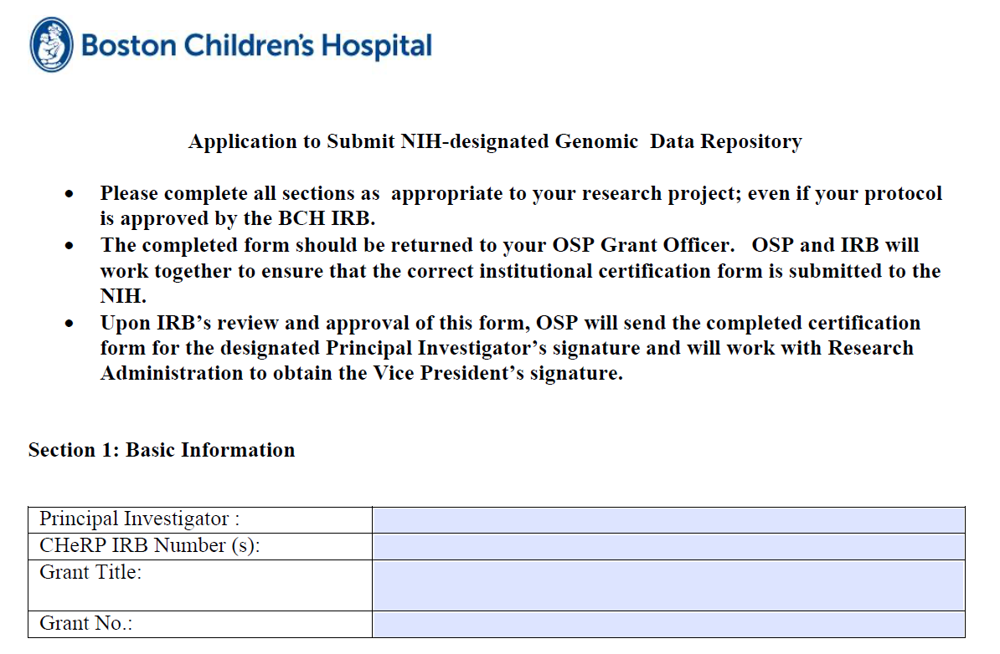 Boston Children's Hospital
Application to Submit NIH-designated Genomic  Data Repository
• Please complete all sections as  appropriate to your research project; even if your protocol
is approved by the BCH IRB.
• The completed form should be returned to your OSP Grant Officer.   OSP and IRB will
work together to ensure that the correct institutional certification form is submitted to the
NIH.
• Upon IRB’s review and approval of this form, OSP will send the completed certification
form for the designated Principal Investigator’s signature and will work with Research
Administration to obtain the Vice President’s signature.
Section 1: Basic Information
Principal Investigator :
CHeRP IRB Number (s):
Grant Title:
Grant No.: